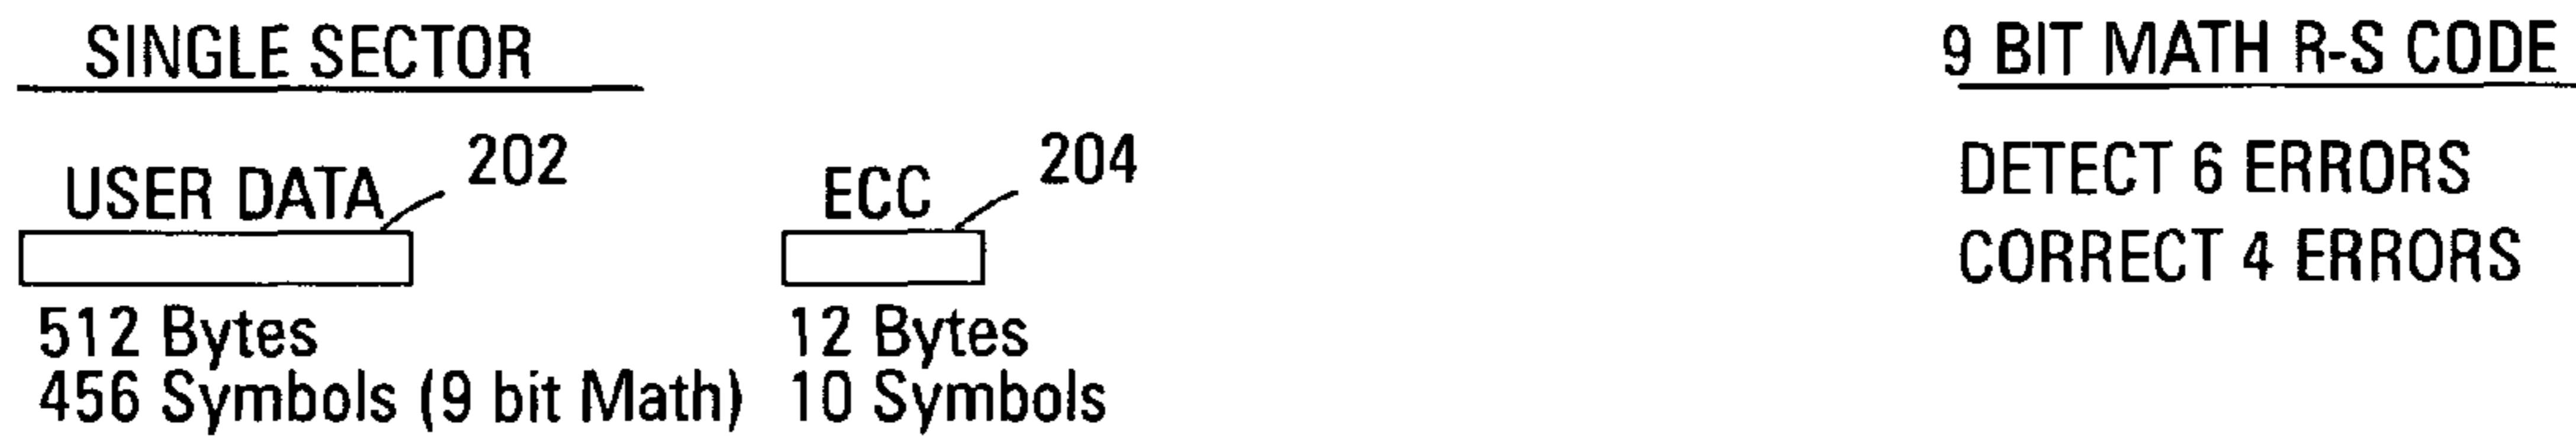 SINGLE SECTOR
9 BIT MATH R-S CODE
USER DATA 202
ECC 204
512 Bytes
456 Symbols (9 bit Math)
12 Bytes
10 Symbols
DETECT 6 ERRORS
CORRECT 4 ERRORS